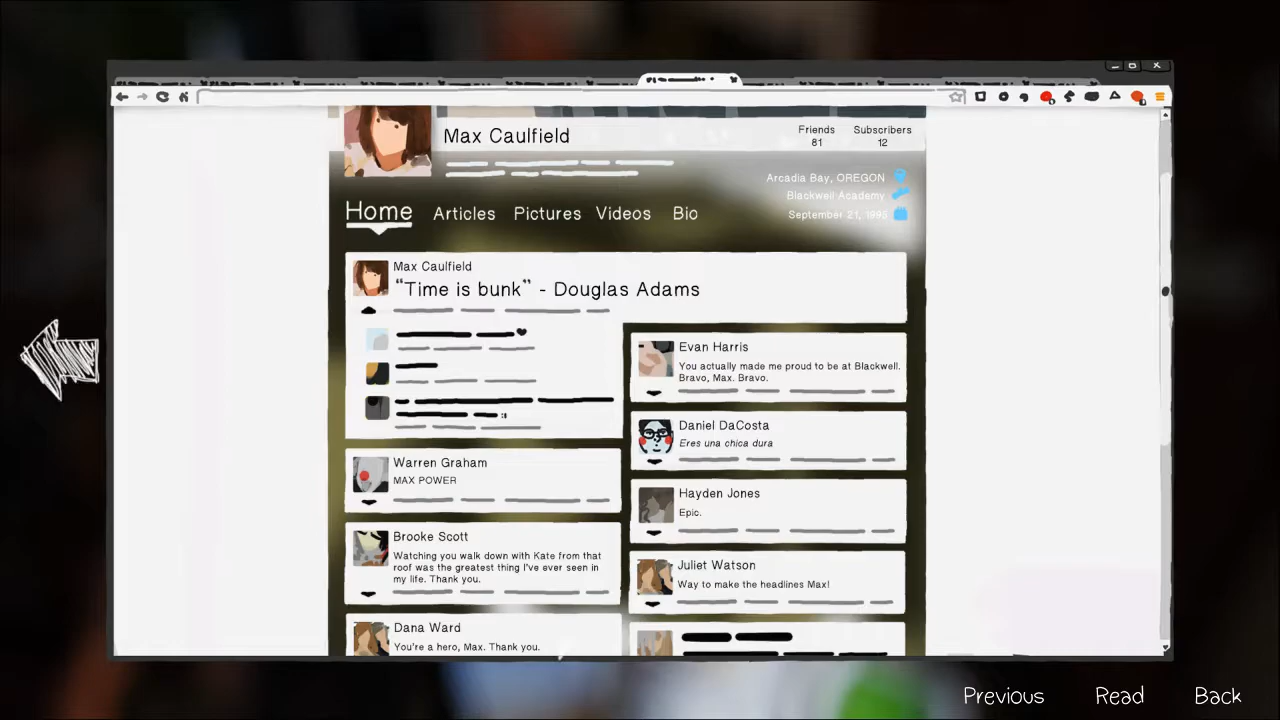 Max Caulfield
Friends
81
Subscribers
12
Arcadia Bay, OREGON
Blackwell Academy
September 21, 1995
Home Articles Pictures Videos Bio
Max Caulfield
“Time is bunk” - Douglas Adams
Warren Graham
MAX POWER
Brooke Scott
Watching you walk down with Kate from that
roof was the greatest thing I've ever seen in
my life. Thank you.
Dana Ward
You're a hero, Max. Thank you.
Evan Harris
You actually made me proud to be at Blackwell.
Bravo, Max. Bravo.
Daniel DaCosta
Eres una chica dura
Hayden Jones
Epic.
Juliet Watson
Way to make the headlines Max!
Previous Read Back